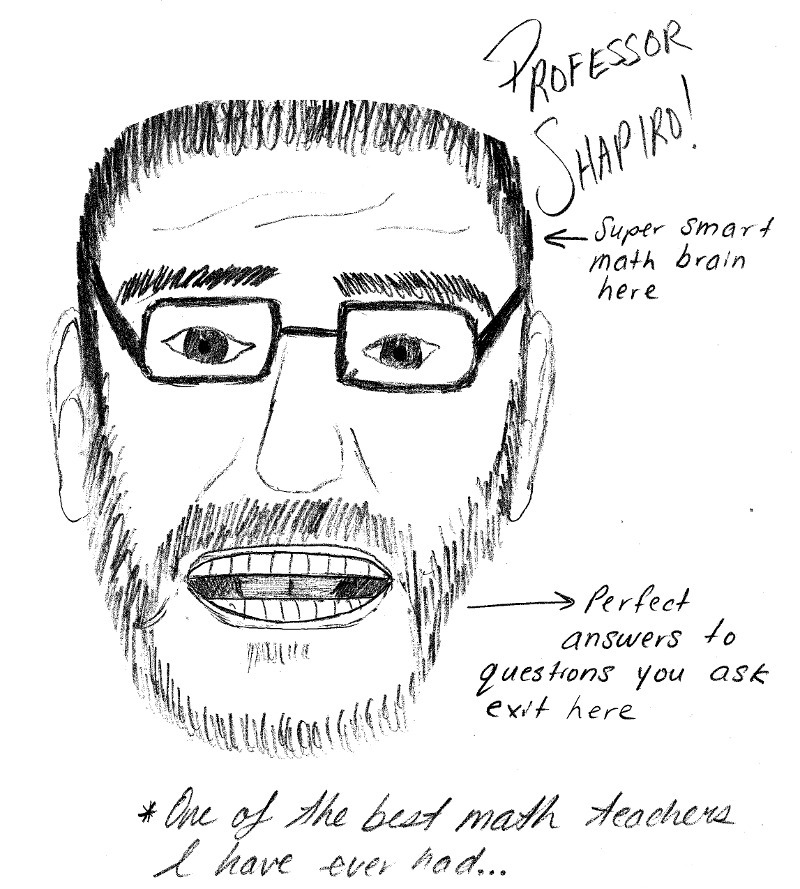 PROFESSOR
SHAPIRO!
Super smart
math brain
here
Perfect
answers to
questions you ask
exit here
* One of the best math teachers
I have ever had...